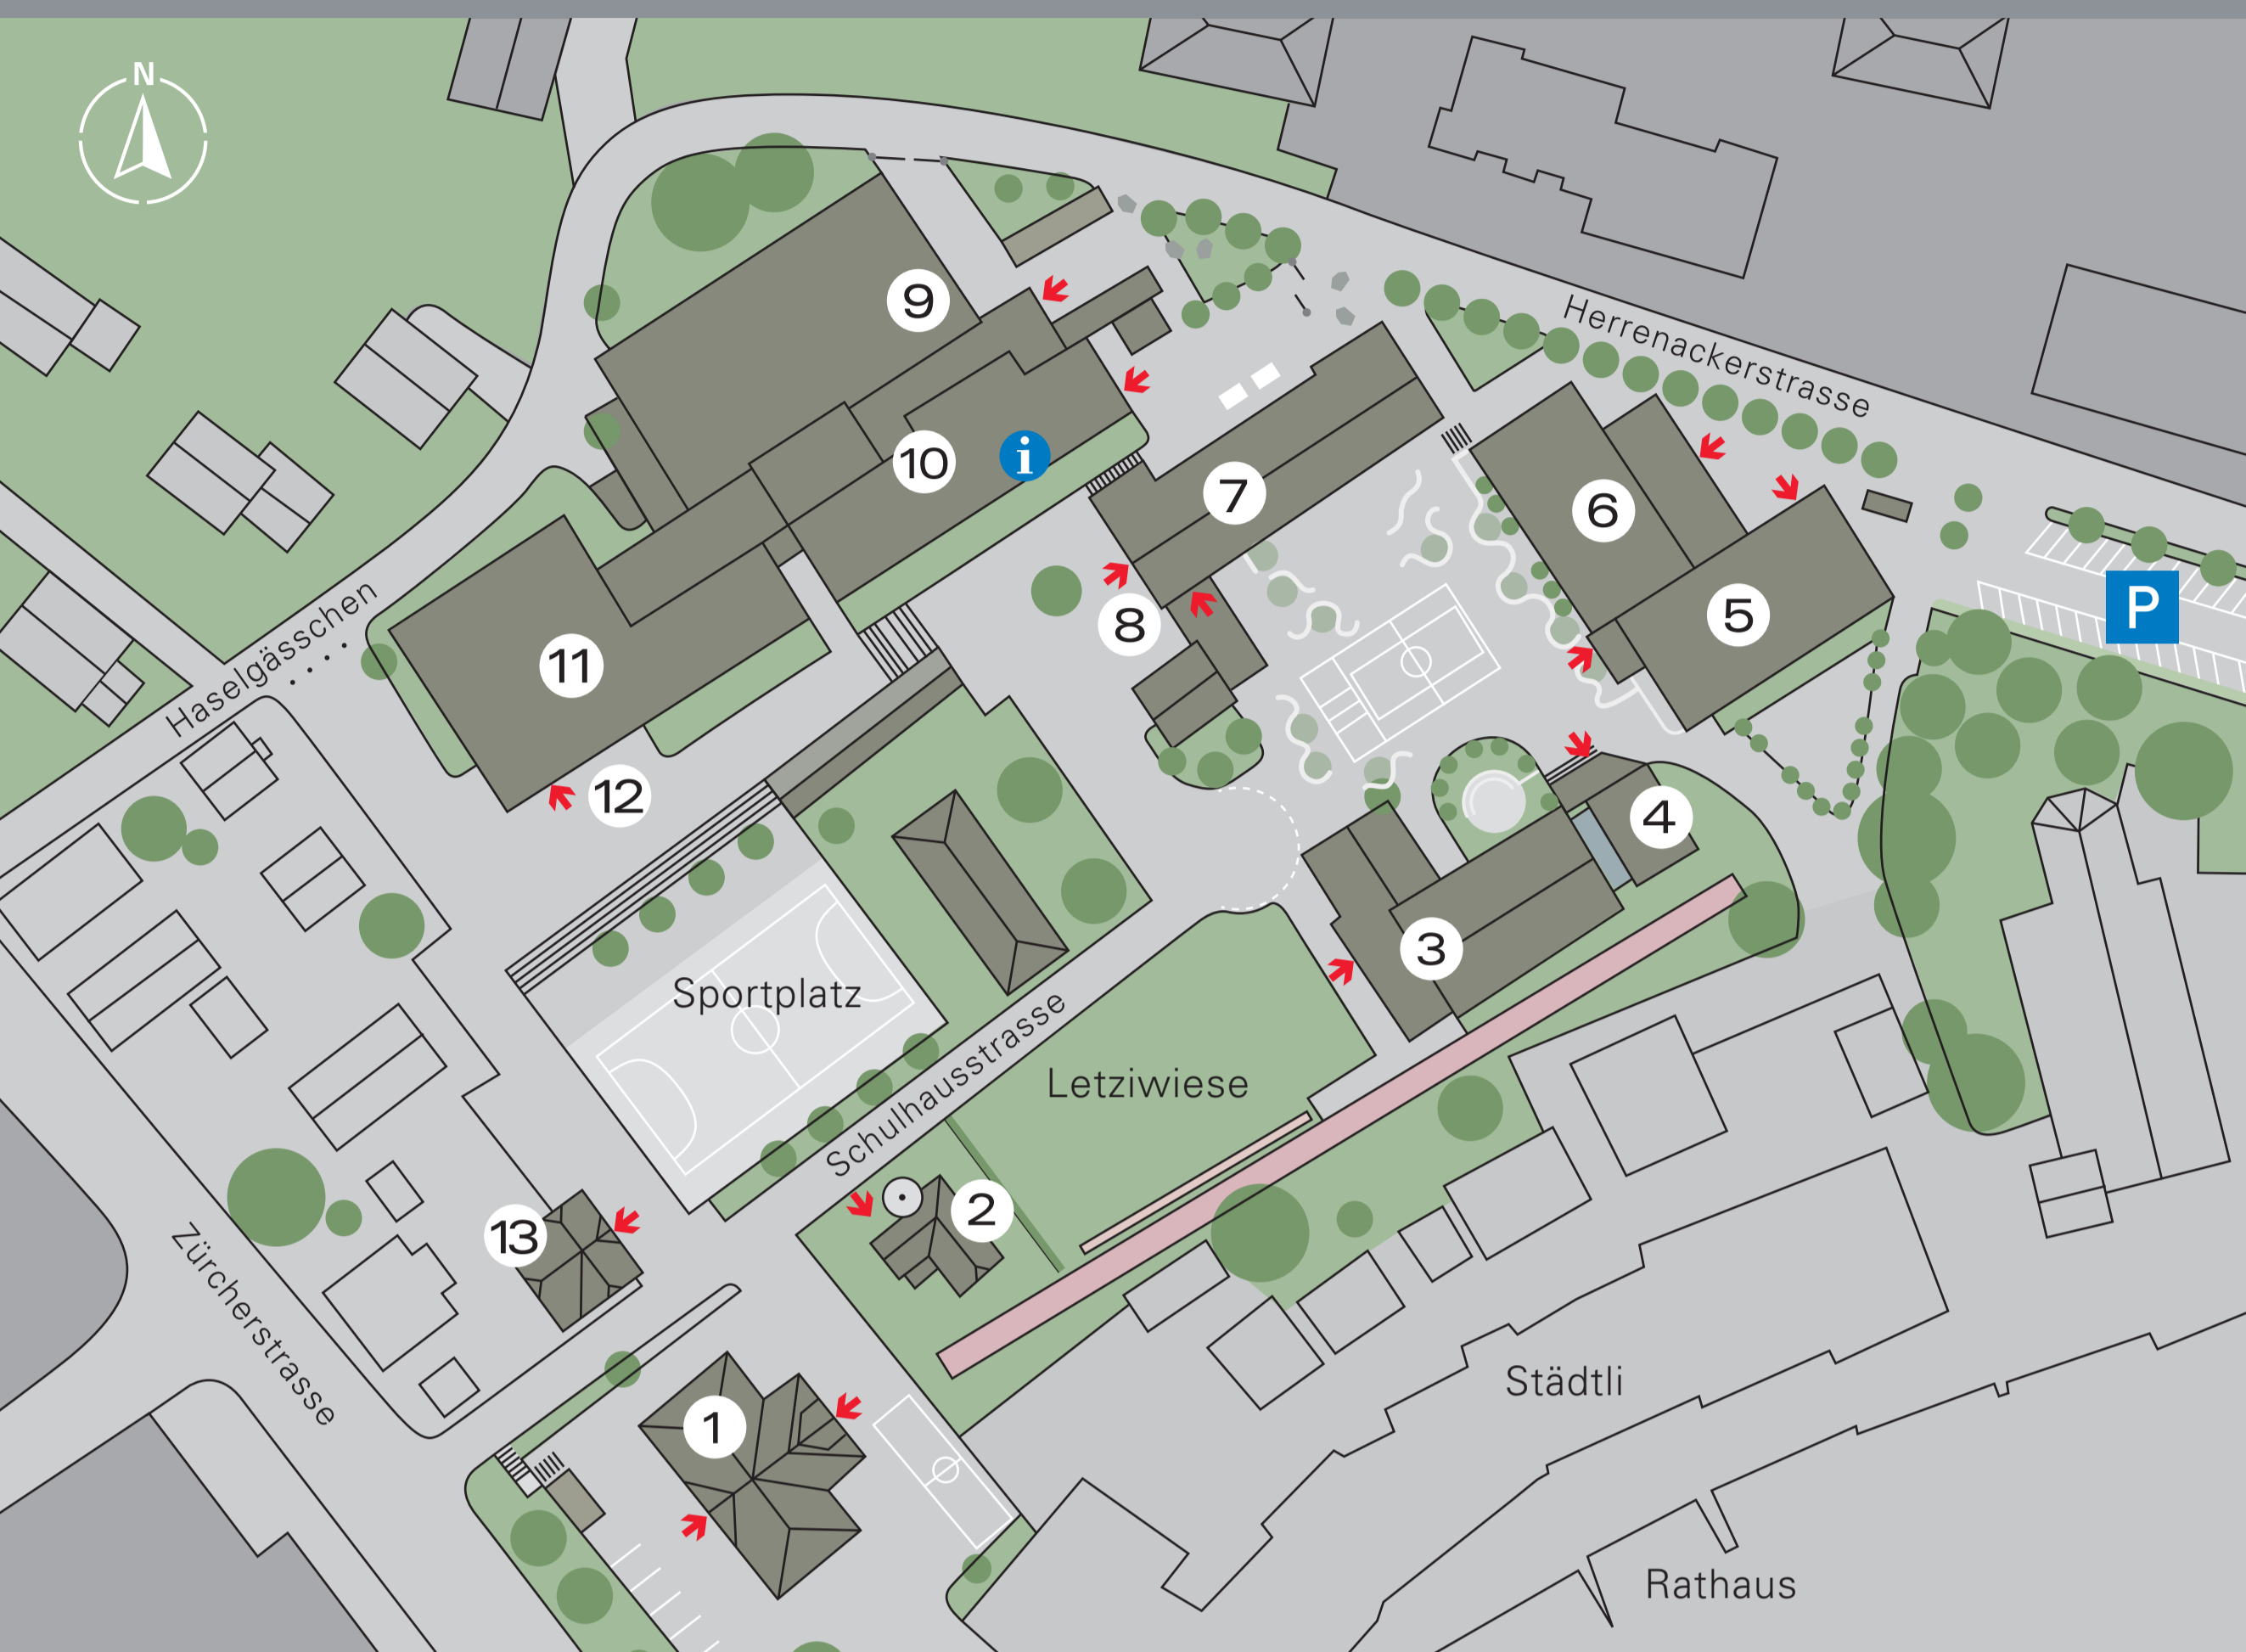 N
9
Herrenackerstrasse
10
i
7
6
P
5
8
11
Haselgässchen
12
4
3
Sportplatz
Schulhausstrasse
Letziwiese
2
13
Zürcherstrasse
1
Städtli
Rathaus